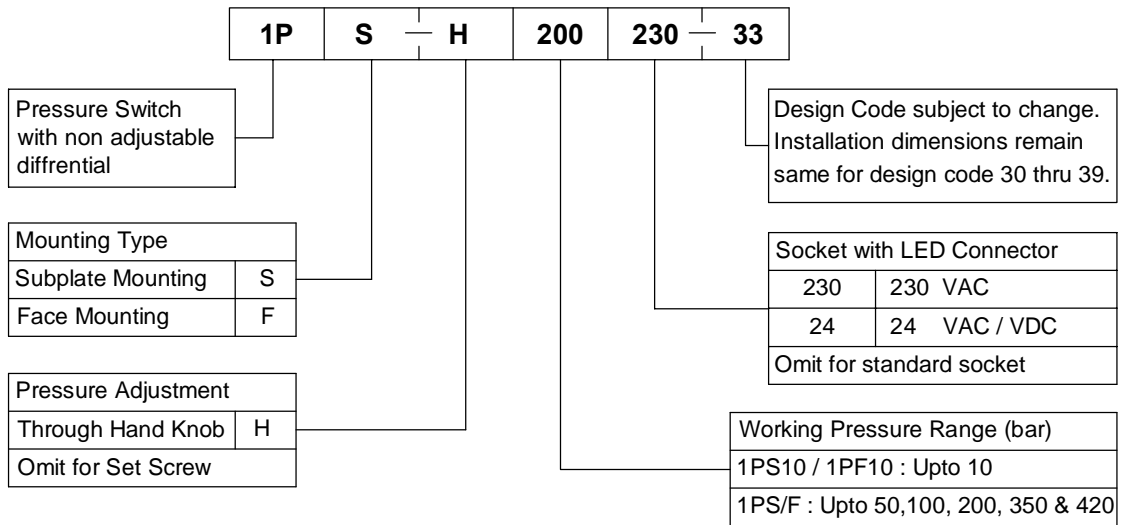 1P S — H 200 230 — 33
Pressure Switch
with non adjustable
diffrential
Mounting Type
Subplate Mounting S
Face Mounting F
Pressure Adjustment
Through Hand Knob H
Omit for Set Screw
Design Code subject to change.
Installation dimensions remain
same for design code 30 thru 39.
Socket with LED Connector
230 230 VAC
24 24 VAC / VDC
Omit for standard socket
Working Pressure Range (bar)
1PS10 / 1PF10 : Upto 10
1PS/F : Upto 50,100, 200, 350 & 420